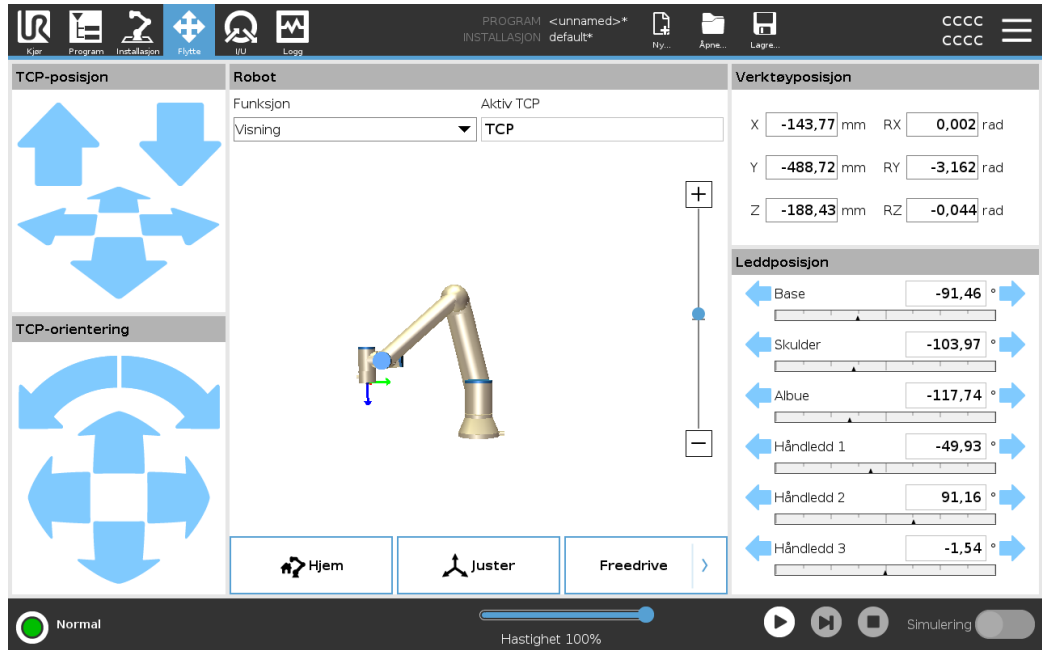 PROGRAM <unnamed>*
INSTALLASJON default*
CCCC
CCCC
Kjør Program Installasjon Flytte I/U Logg Ny... Åpne... Lagre...
TCP-posisjon
Robot
Funksjon Aktiv TCP
Visning TCP
+
−
TCP-orientering
Hjem Juster Freedrive
Verktøyposisjon
X -143,77 mm RX 0,002 rad
Y -488,72 mm RY -3,162 rad
Z -188,43 mm RZ -0,044 rad
Leddposisjon
Base -91,46 °
Skulder -103,97 °
Albue -117,74 °
Håndledd 1 -49,93 °
Håndledd 2 91,16 °
Håndledd 3 -1,54 °
Normal
Hastighet 100%
Simulering